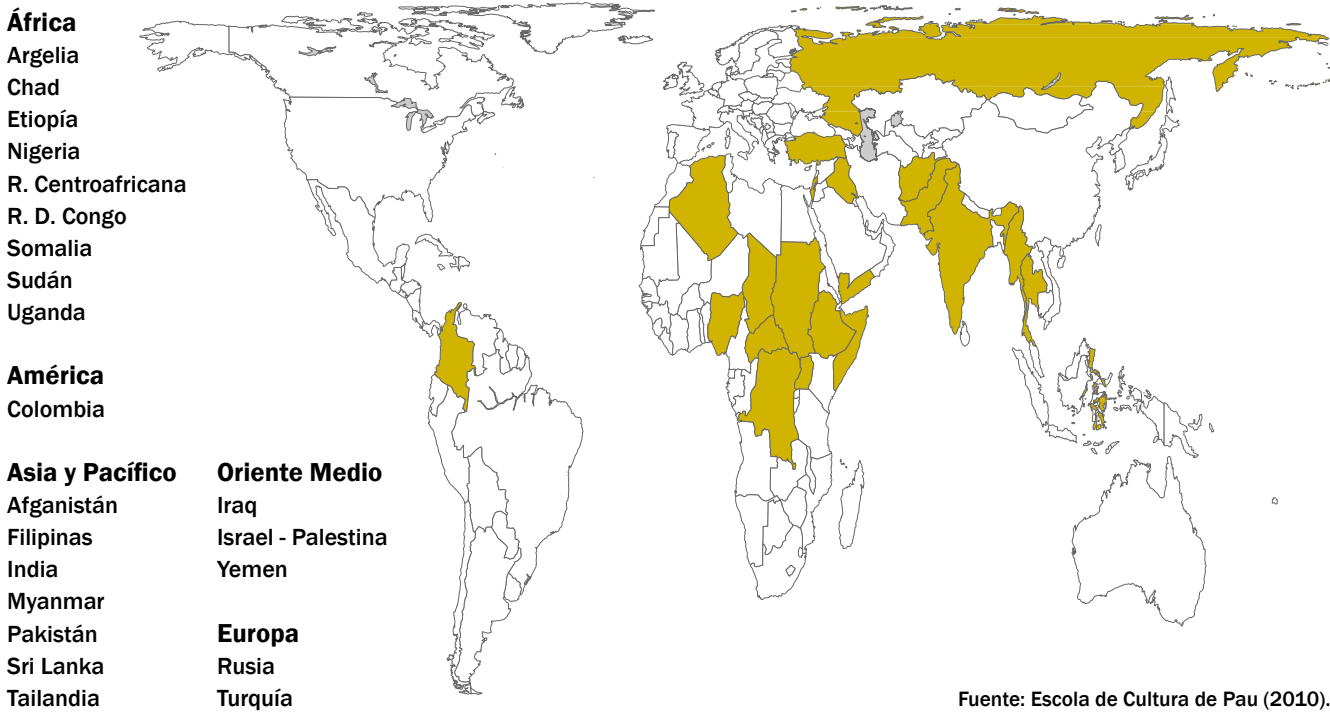 África
Argelia
Chad
Etiopía
Nigeria
R. Centroafricana
R. D. Congo
Somalia
Sudán
Uganda
América
Colombia
Asia y Pacífico
Afganistán
Filipinas
India
Myanmar
Pakistán
Sri Lanka
Tailandia
Oriente Medio
Iraq
Israel - Palestina
Yemen
Europa
Rusia
Turquía
Fuente: Escola de Cultura de Pau (2010).